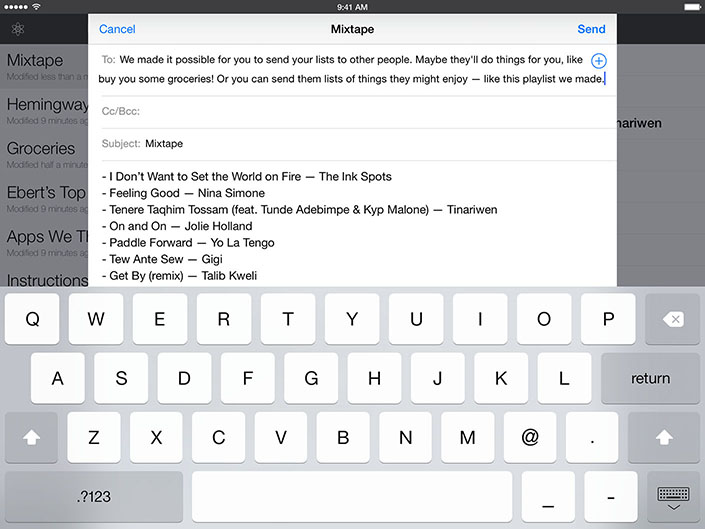 9:41 AM
Cancel Mixtape Send
To: We made it possible for you to send your lists to other people. Maybe they'll do things for you, like
buy you some groceries! Or you can send them lists of things they might enjoy — like this playlist we made.
Cc/Bcc:
Subject: Mixtape
- I Don't Want to Set the World on Fire — The Ink Spots
- Feeling Good — Nina Simone
- Tenere Taqhim Tossam (feat. Tunde Adebimpe & Kyp Malone) — Tinariwen
- On and On — Jolie Holland
- Paddle Forward — Yo La Tengo
- Tew Ante Sew — Gigi
- Get By (remix) — Talib Kweli
Mixtape
Modified less than a m
Hemingway
Modified 9 minutes ag
Groceries
Modified half a minute
Ebert's Top
Modified 9 minutes ago
Apps We Th
Modified 9 minutes ag
Instructions
nariwen
Q W E R T Y U I O P
A S D F G H J K L return
Z X C V B N M @ .
.?123 _ -